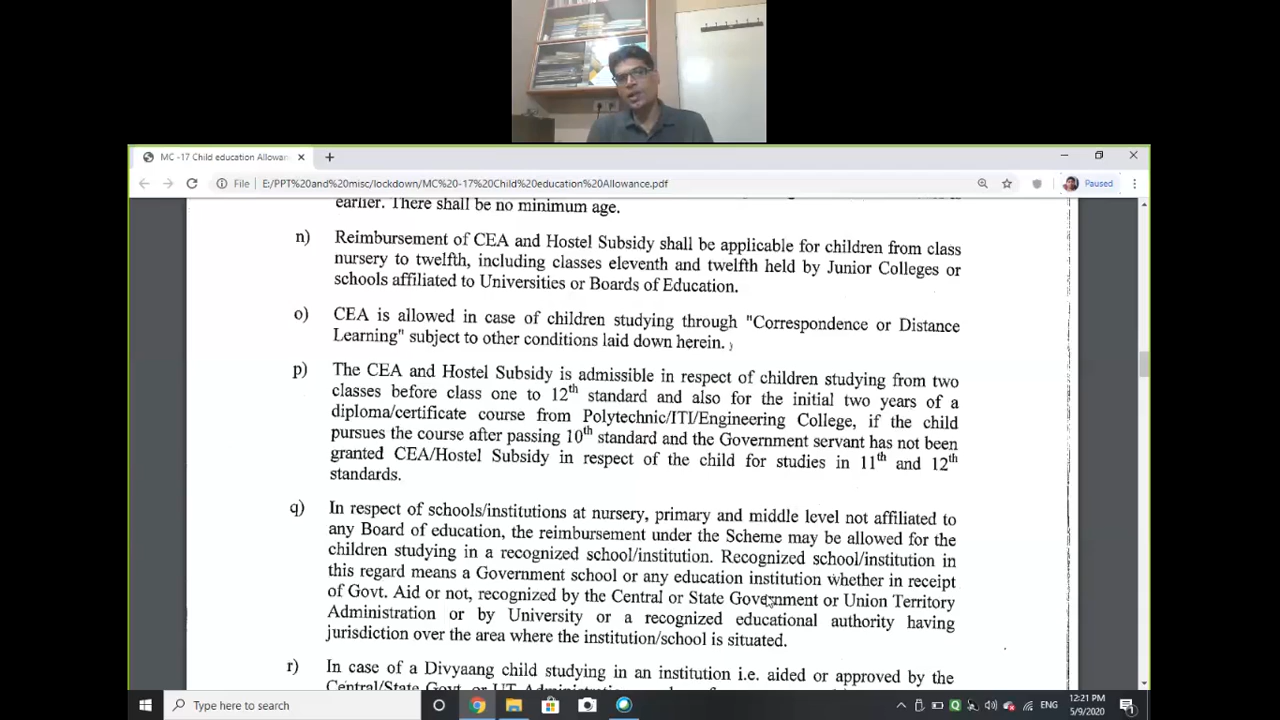 MC -17 Child education Allowan
Paused
File E:/PPT%20and%20misc/lockdown/MC%20-17%20Child%20education%20Allowance.pdf
earlier. There shall be no minimum age.
n) Reimbursement of CEA and Hostel Subsidy shall be applicable for children from class
nursery to twelfth, including classes eleventh and twelfth held by Junior Colleges or
schools affiliated to Universities or Boards of Education.
o) CEA is allowed in case of children studying through "Correspondence or Distance
Learning" subject to other conditions laid down herein.
p) The CEA and Hostel Subsidy is admissible in respect of children studying from two
classes before class one to 12th standard and also for the initial two years of a
diploma/certificate course from Polytechnic/ITI/Engineering College, if the child
pursues the course after passing 10th standard and the Government servant has not been
granted CEA/Hostel Subsidy in respect of the child for studies in 11th and 12th
standards.
q) In respect of schools/institutions at nursery, primary and middle level not affiliated to
any Board of education, the reimbursement under the Scheme may be allowed for the
children studying in a recognized school/institution. Recognized school/institution in
this regard means a Government school or any education institution whether in receipt
of Govt. Aid or not, recognized by the Central or State Government or Union Territory
Administration or by University or a recognized educational authority having
jurisdiction over the area where the institution/school is situated.
r) In case of a Divyaang child studying in an institution i.e. aided or approved by the
Central/State Govt. or UT
Type here to search
ENG
12:21 PM
5/9/2020